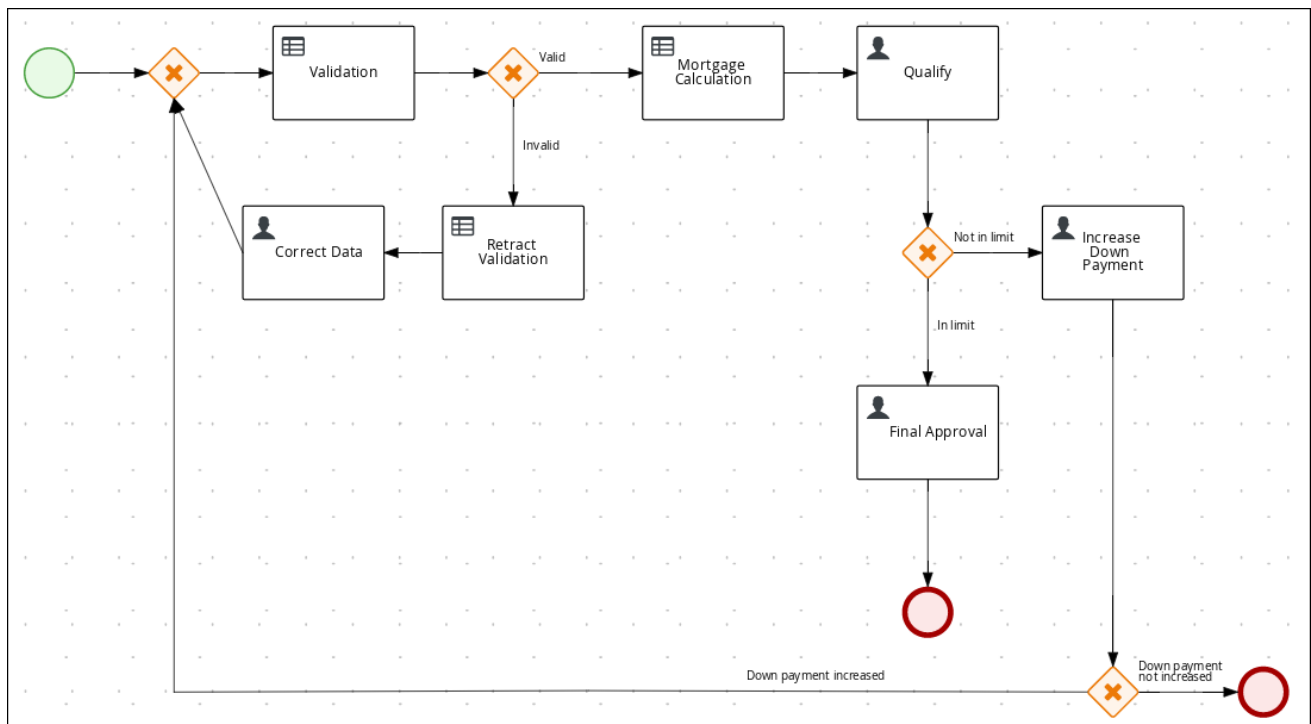 Validation
Valid
Mortgage
Calculation
Qualify
Invalid
Correct Data
Retract
Validation
Not in limit
Increase
Down
Payment
In limit
Final Approval
Down payment increased
Down payment
not increased